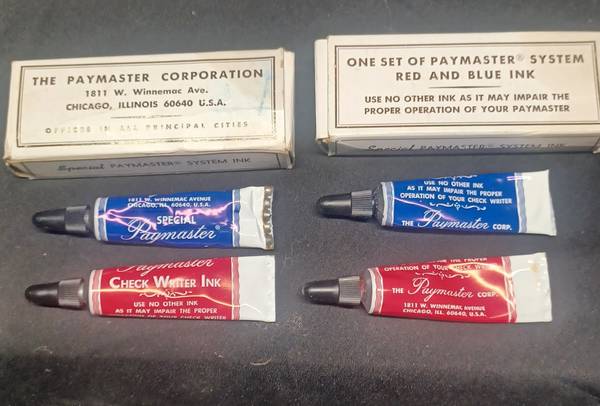 THE PAYMASTER CORPORATION
1811 W. Winnemac Ave.
CHICAGO, ILLINOIS 60640 U.S.A.
OFFICES IN ALL PRINCIPAL CITIES
Special PAYMASTER® SYSTEM INK
ONE SET OF PAYMASTER® SYSTEM
RED AND BLUE INK
USE NO OTHER INK AS IT MAY IMPAIR THE
PROPER OPERATION OF YOUR PAYMASTER
Special PAYMASTER® SYSTEM INK
1811 W. WINNEMAC AVENUE
CHICAGO, ILL. 60640, U.S.A.
SPECIAL
Paymaster®
USE NO OTHER INK
AS IT MAY IMPAIR THE PROPER
OPERATION OF YOUR CHECK WRITER
THE Paymaster CORP.
Paymaster
CHECK WRITER INK
USE NO OTHER INK
AS IT MAY IMPAIR THE PROPER
OPERATION OF YOUR CHECK WRITER
OPERATION OF YOUR CHECK
THE Paymaster CORP.
1811 W. WINNEMAC AVENUE
CHICAGO, ILL. 60640, U.S.A.